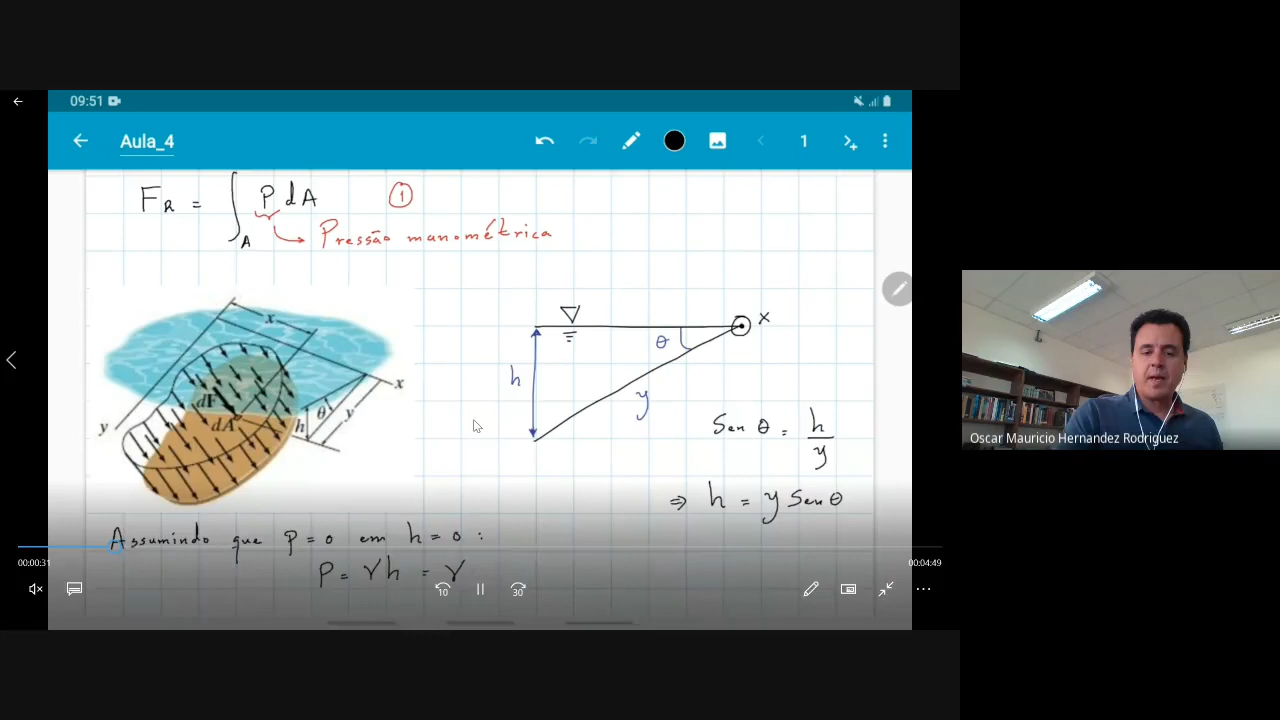 09:51
Aula_4
1
F_R = ∫_A P dA ①
Pressão manométrica
x
x
dF
dA
y
h
θ
y
x
θ
h
y
Sen θ = h/y
⇒ h = y Sen θ
Assumindo que P=0 em h=0 :
P = γh = γ
00:00:31
00:04:49
10
30
Oscar Mauricio Hernandez Rodriguez